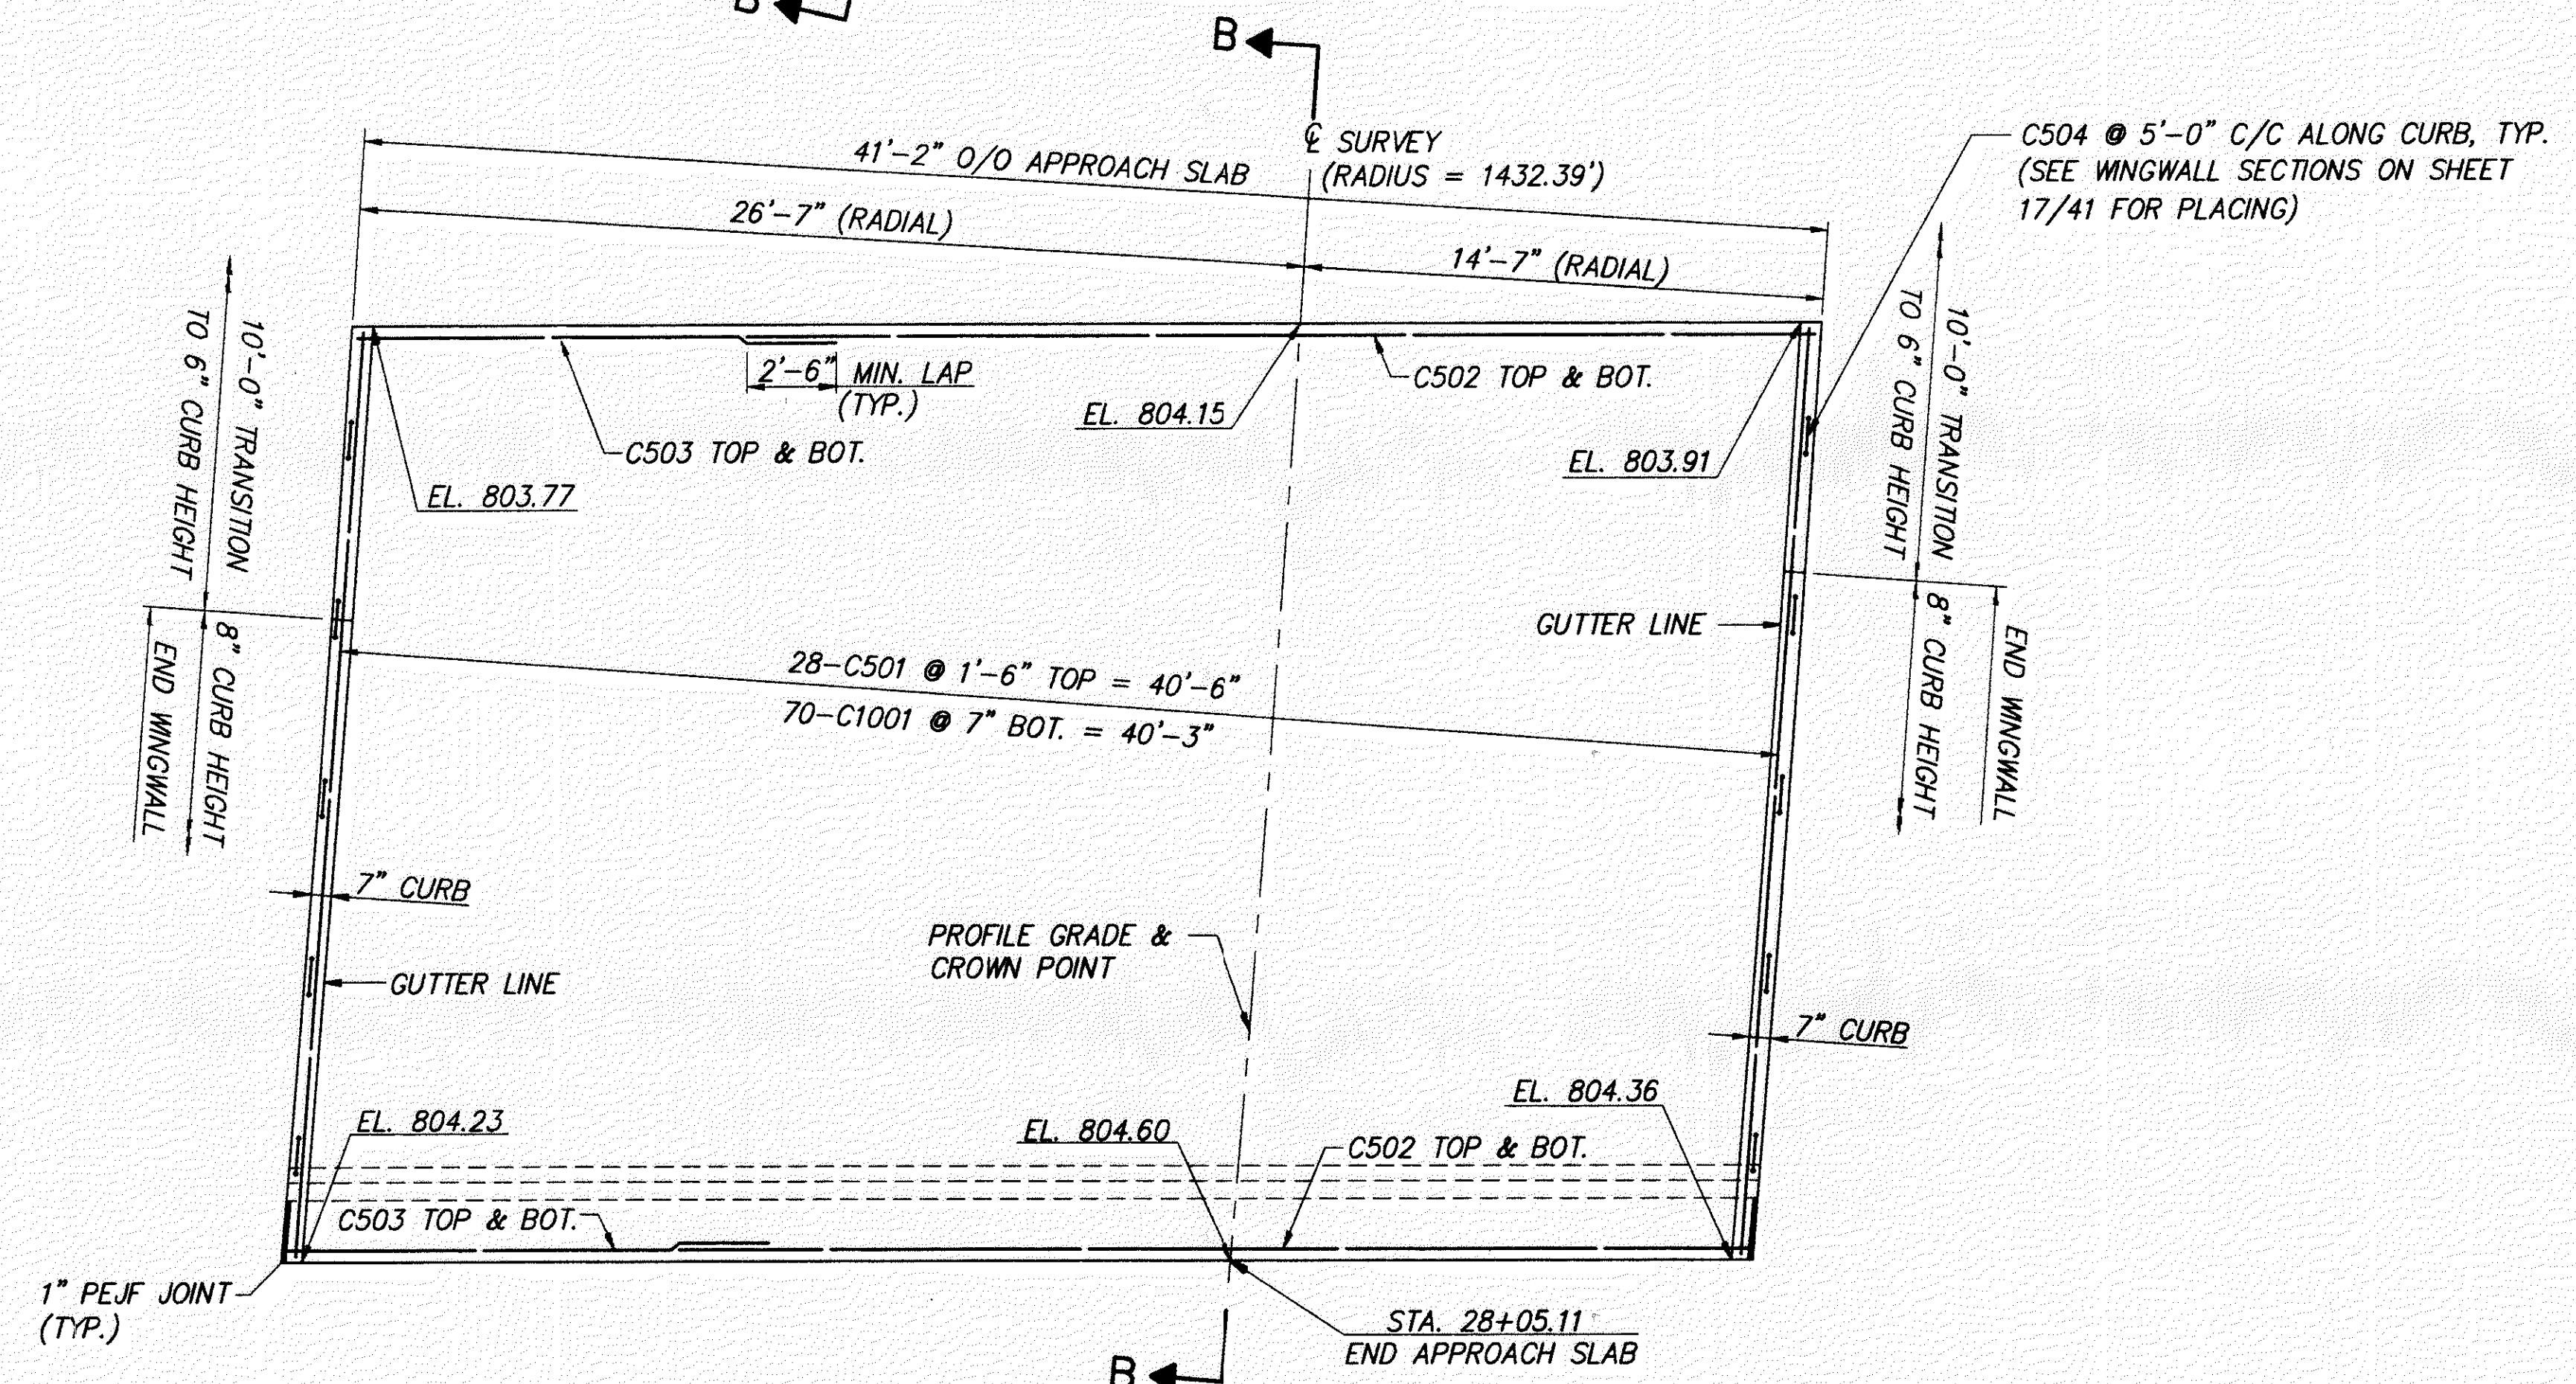 B
B
℄ SURVEY
(RADIUS = 1432.39')
41'-2" O/O APPROACH SLAB
26'-7" (RADIAL)
14'-7" (RADIAL)
C504 @ 5'-0" C/C ALONG CURB, TYP.
(SEE WINGWALL SECTIONS ON SHEET
17/41 FOR PLACING)
10'-0" TRANSITION
TO 6" CURB HEIGHT
10'-0" TRANSITION
TO 6" CURB HEIGHT
2'-6" MIN. LAP
(TYP.)
C502 TOP & BOT.
EL. 804.15
C503 TOP & BOT.
EL. 803.91
EL. 803.77
8" CURB HEIGHT
END WINGWALL
GUTTER LINE
8" CURB HEIGHT
END WINGWALL
28-C501 @ 1'-6" TOP = 40'-6"
70-C1001 @ 7" BOT. = 40'-3"
7" CURB
PROFILE GRADE &
CROWN POINT
GUTTER LINE
7" CURB
EL. 804.23
EL. 804.60
EL. 804.36
C502 TOP & BOT.
C503 TOP & BOT.
1" PEJF JOINT
(TYP.)
STA. 28+05.11
END APPROACH SLAB
B